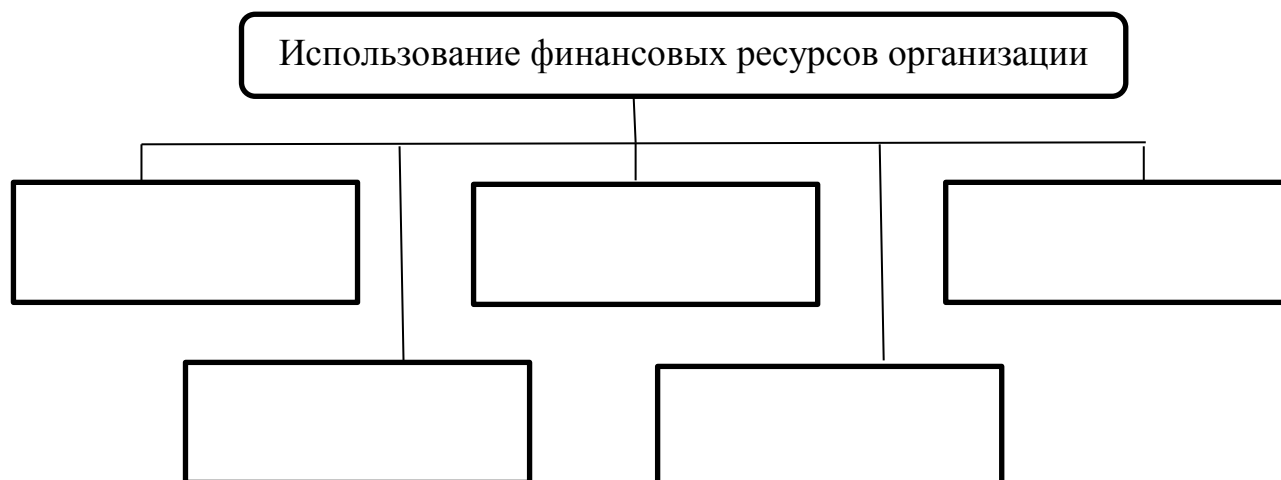 Использование финансовых ресурсов организации